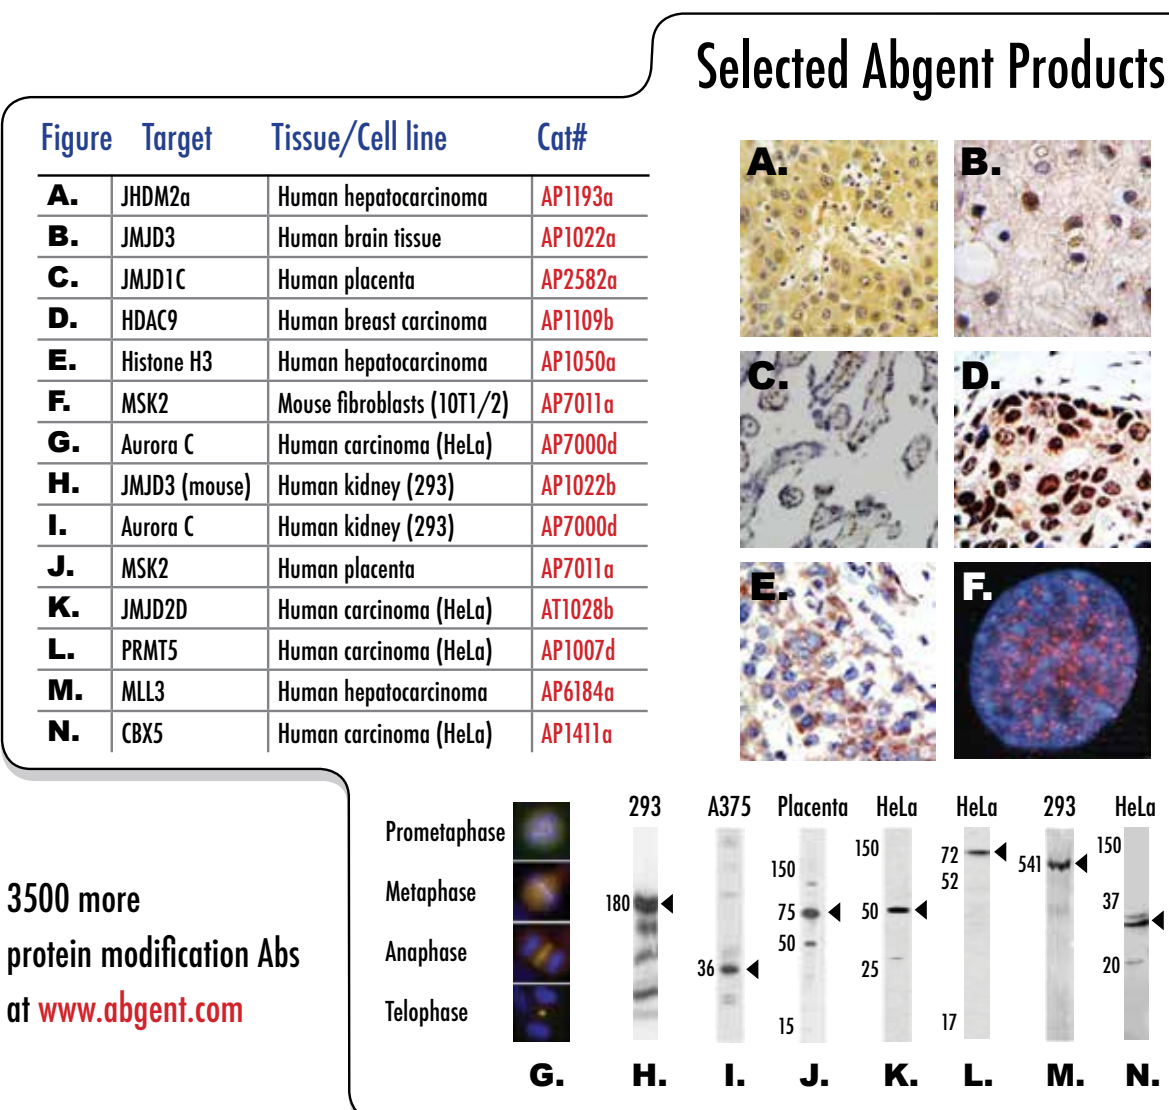 Selected Abgent Products
Figure Target Tissue/Cell line Cat#
A. JHDM2a Human hepatocarcinoma AP1193a
B. JMJD3 Human brain tissue AP1022a
C. JMJD1C Human placenta AP2582a
D. HDAC9 Human breast carcinoma AP1109b
E. Histone H3 Human hepatocarcinoma AP1050a
F. MSK2 Mouse fibroblasts (10T1/2) AP7011a
G. Aurora C Human carcinoma (HeLa) AP7000d
H. JMJD3 (mouse) Human kidney (293) AP1022b
I. Aurora C Human kidney (293) AP7000d
J. MSK2 Human placenta AP7011a
K. JMJD2D Human carcinoma (HeLa) AT1028b
L. PRMT5 Human carcinoma (HeLa) AP1007d
M. MLL3 Human hepatocarcinoma AP6184a
N. CBX5 Human carcinoma (HeLa) AP1411a
A. B.
C. D.
E. F.
3500 more
protein modification Abs
at www.abgent.com
Prometaphase
Metaphase
Anaphase
Telophase
G.
293
180
H.
A375
36
I.
Placenta
150
75
50
15
J.
HeLa
150
50
25
K.
HeLa
72
52
17
L.
293
541
M.
HeLa
150
37
20
N.